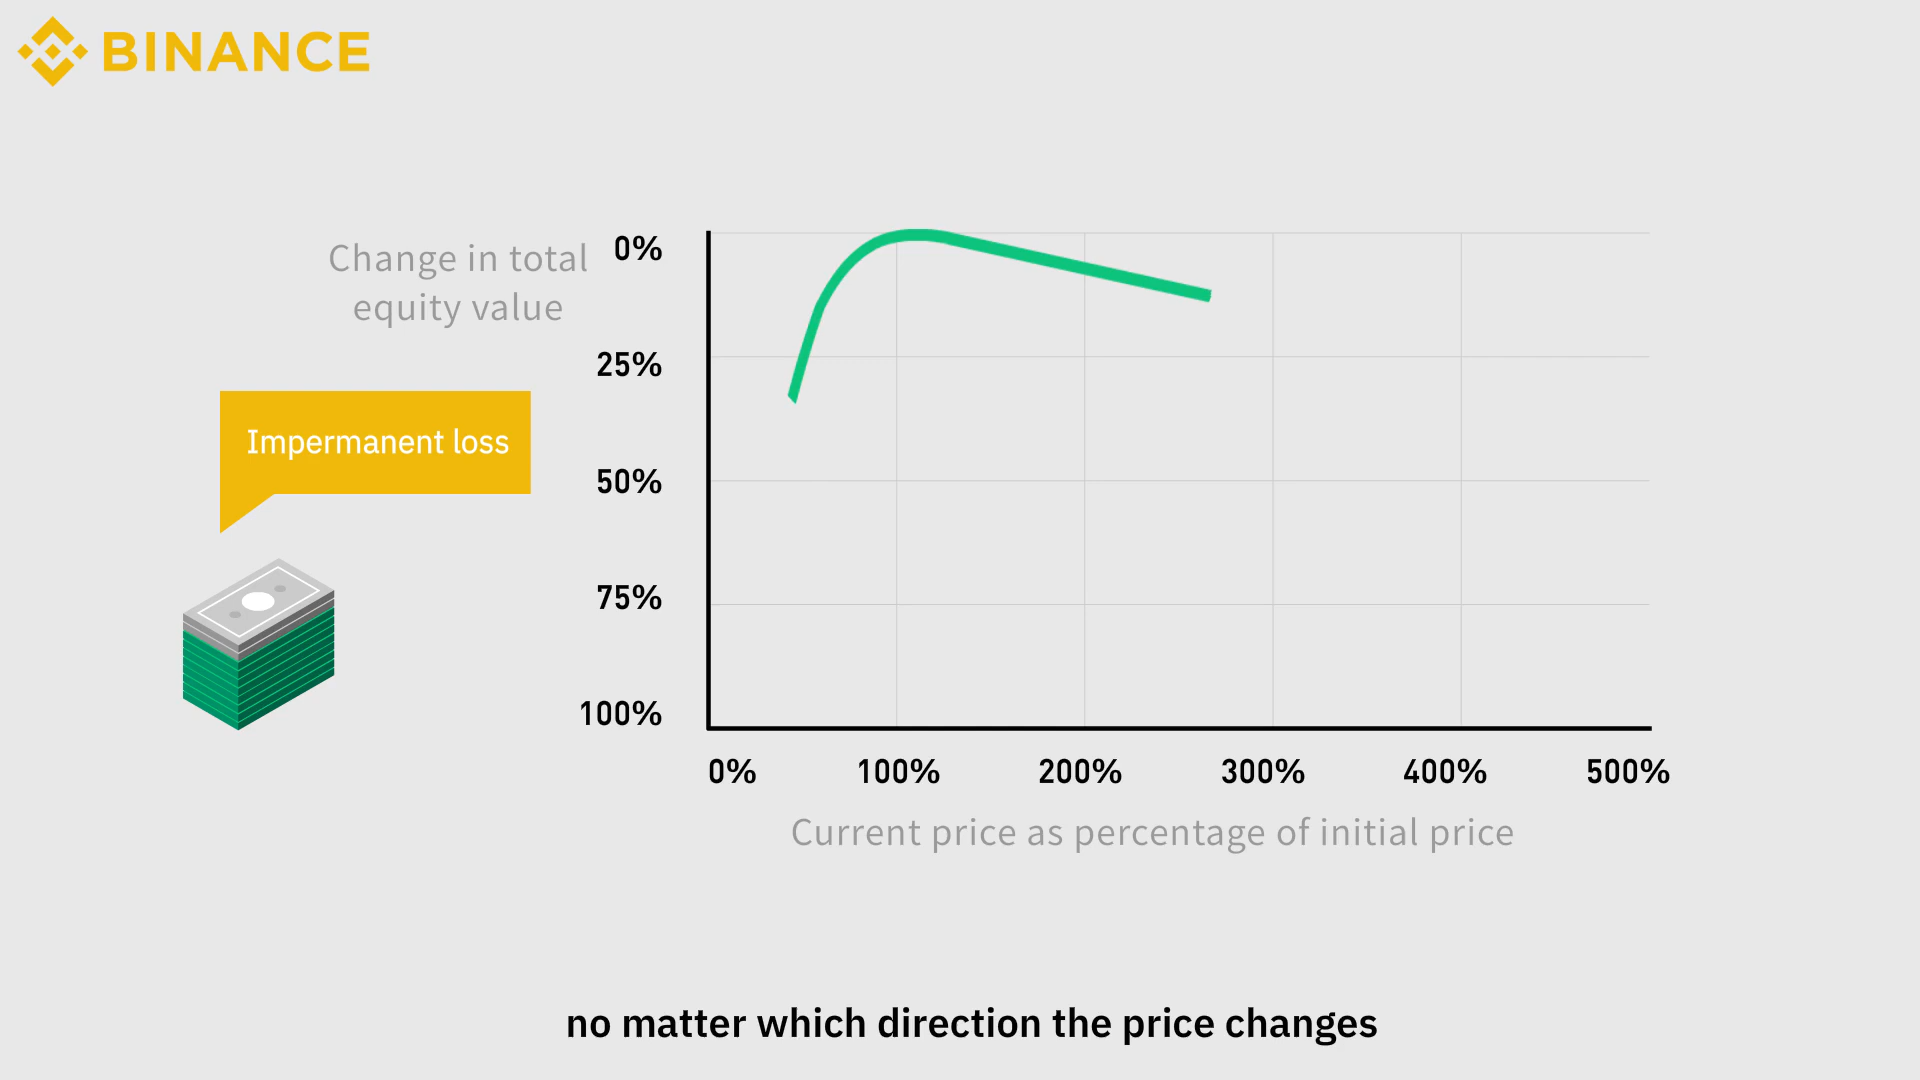 BINANCE
Change in total
equity value
0%
25%
50%
75%
100%
Impermanent loss
0%
100%
200%
300%
400%
500%
Current price as percentage of initial price
no matter which direction the price changes